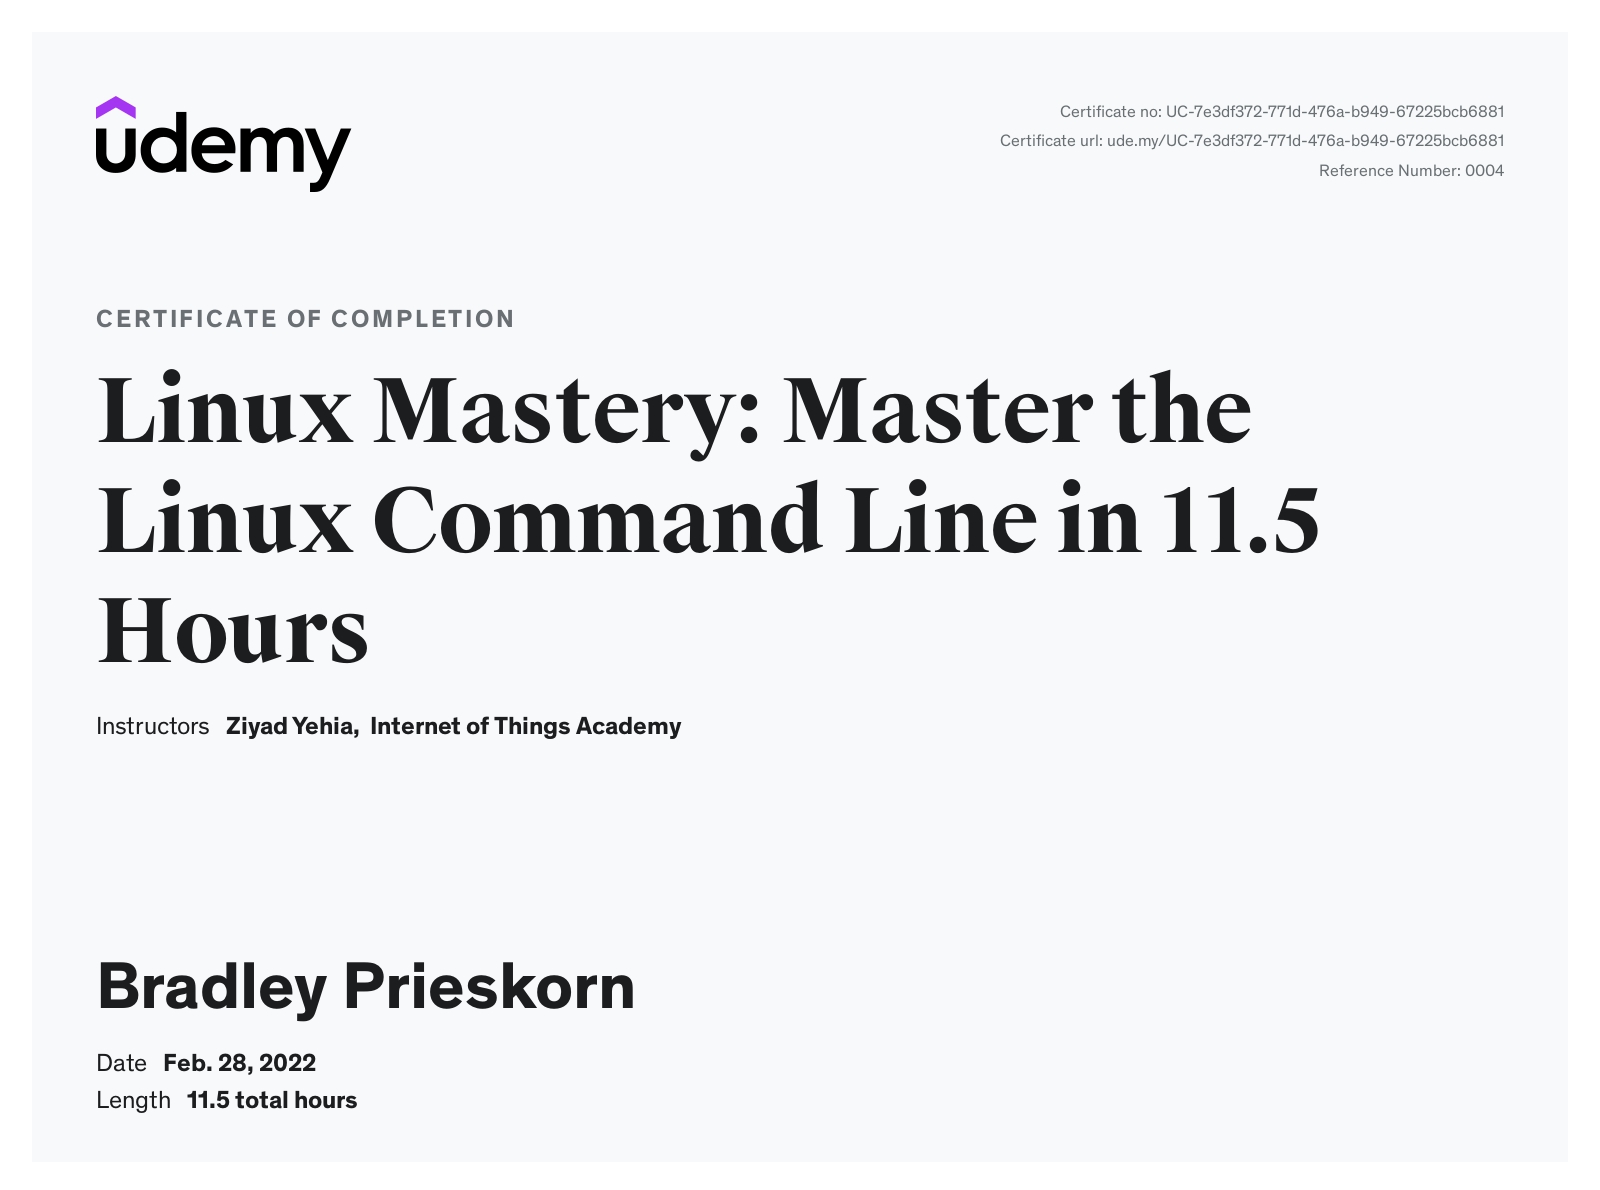 udemy
Certificate no: UC-7e3df372-771d-476a-b949-67225bcb6881
Certificate url: ude.my/UC-7e3df372-771d-476a-b949-67225bcb6881
Reference Number: 0004
CERTIFICATE OF COMPLETION
Linux Mastery: Master the
Linux Command Line in 11.5
Hours
Instructors Ziyad Yehia, Internet of Things Academy
Bradley Prieskorn
Date Feb. 28, 2022
Length 11.5 total hours